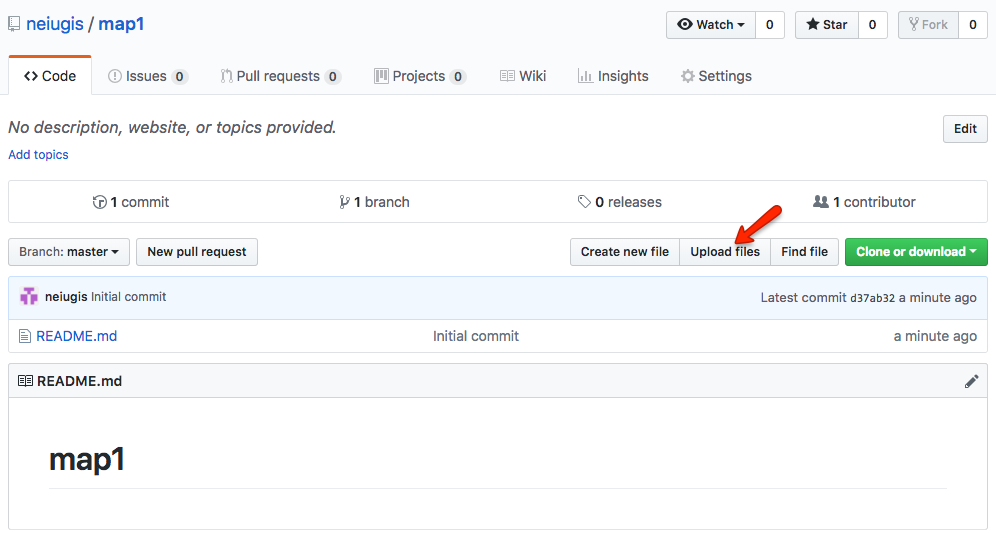 neiugis / map1
Watch 0 Star 0 Fork 0
Code Issues 0 Pull requests 0 Projects 0 Wiki Insights Settings
No description, website, or topics provided.
Edit
Add topics
1 commit 1 branch 0 releases 1 contributor
Branch: master New pull request Create new file Upload files Find file Clone or download
neiugis Initial commit Latest commit d37ab32 a minute ago
README.md Initial commit a minute ago
README.md
map1